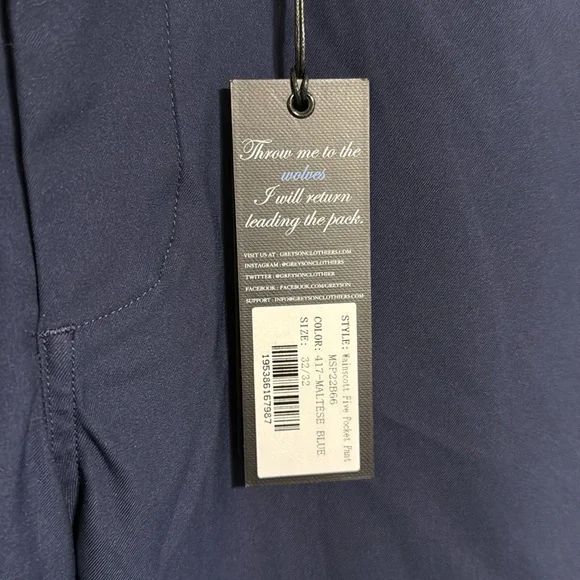 Throw me to the
wolves
I will return
leading the pack.
VISIT US AT : GREYSONCLOTHIERS.COM
INSTAGRAM : @GREYSONCLOTHIERS
TWITTER : @GREYSONCLOTHIER
FACEBOOK : FACEBOOK.COM/GREYSON
SUPPORT : INFO@GREYSONCLOTHIERS.COM
STYLE: Wainscott Five Pocket Pant
MSP22B66
COLOR: 417-MALTESE BLUE
SIZE: 32/32
195386167987